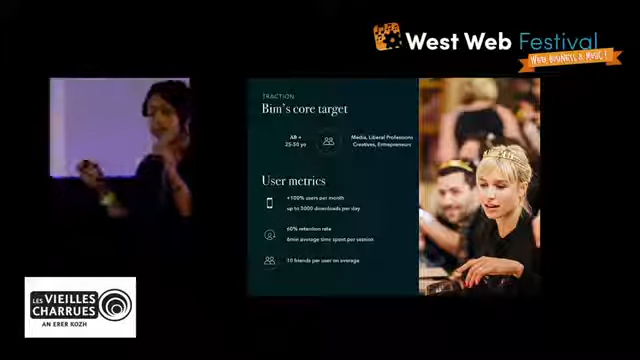 West Web Festival
WEB, BUSINESS & MUSIC !
TRACTION
Bim's core target
AB +
25-50 yo
Media, Liberal Professions
Creatives, Entrepreneurs
User metrics
+100% users per month
up to 3000 downloads per day
60% retention rate
6min average time spent per session
10 friends per user on average
LES
VIEILLES
CHARRUES
AN ERER KOZH